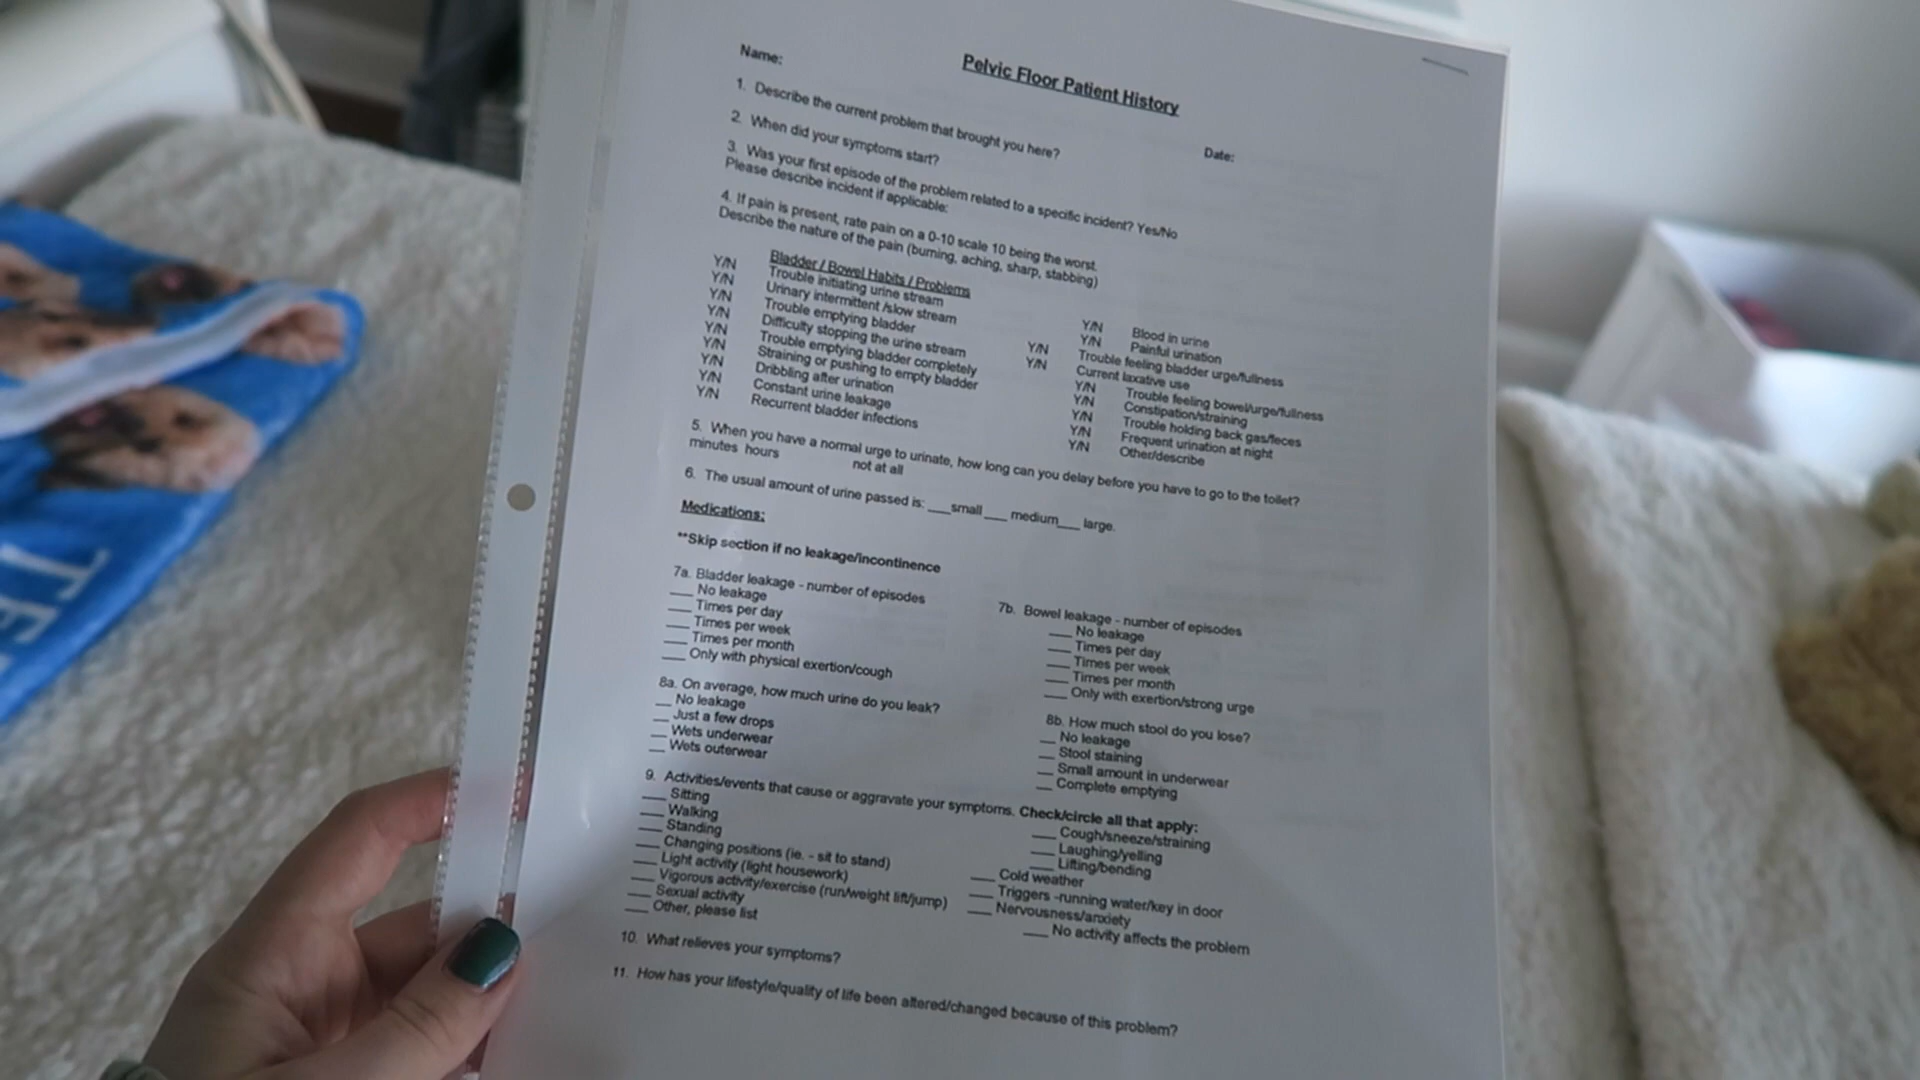 Pelvic Floor Patient History
Name:
Date:
1. Describe the current problem that brought you here?
2. When did your symptoms start?
3. Was your first episode of the problem related to a specific incident? Yes/No
Please describe incident if applicable:
4. If pain is present, rate pain on a 0-10 scale 10 being the worst.
Describe the nature of the pain (burning, aching, sharp, stabbing)
Bladder / Bowel Habits / Problems
Y/N Trouble initiating urine stream
Y/N Urinary intermittent /slow stream
Y/N Trouble emptying bladder
Y/N Difficulty stopping the urine stream
Y/N Trouble emptying bladder completely
Y/N Straining or pushing to empty bladder
Y/N Dribbling after urination
Y/N Constant urine leakage
Y/N Recurrent bladder infections
Y/N Blood in urine
Y/N Painful urination
Y/N Trouble feeling bladder urge/fullness
Y/N Current laxative use
Y/N Trouble feeling bowel/urge/fullness
Y/N Constipation/straining
Y/N Trouble holding back gas/feces
Y/N Frequent urination at night
Y/N Other/describe
5. When you have a normal urge to urinate, how long can you delay before you have to go to the toilet?
minutes hours not at all
6. The usual amount of urine passed is: ___small ___ medium___ large.
Medications:
**Skip section if no leakage/incontinence
7a. Bladder leakage - number of episodes
___ No leakage
___ Times per day
___ Times per week
___ Times per month
___ Only with physical exertion/cough
7b. Bowel leakage - number of episodes
___ No leakage
___ Times per day
___ Times per week
___ Times per month
___ Only with exertion/strong urge
8a. On average, how much urine do you leak?
__ No leakage
__ Just a few drops
__ Wets underwear
__ Wets outerwear
8b. How much stool do you lose?
__ No leakage
__ Stool staining
__ Small amount in underwear
__ Complete emptying
9. Activities/events that cause or aggravate your symptoms. Check/circle all that apply:
___ Sitting
___ Walking
___ Standing
___ Changing positions (ie. - sit to stand)
___ Light activity (light housework)
___ Vigorous activity/exercise (run/weight lift/jump)
___ Sexual activity
___ Other, please list
___ Cough/sneeze/straining
___ Laughing/yelling
___ Lifting/bending
___ Cold weather
___ Triggers -running water/key in door
___ Nervousness/anxiety
___ No activity affects the problem
10. What relieves your symptoms?
11. How has your lifestyle/quality of life been altered/changed because of this problem?